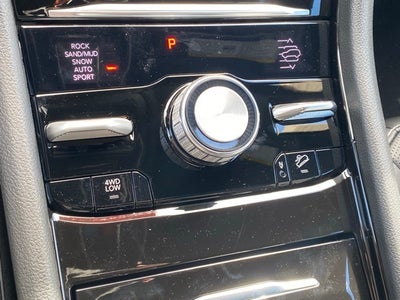 ROCK
SAND/MUD
SNOW
AUTO
SPORT
P
4WD
LOW